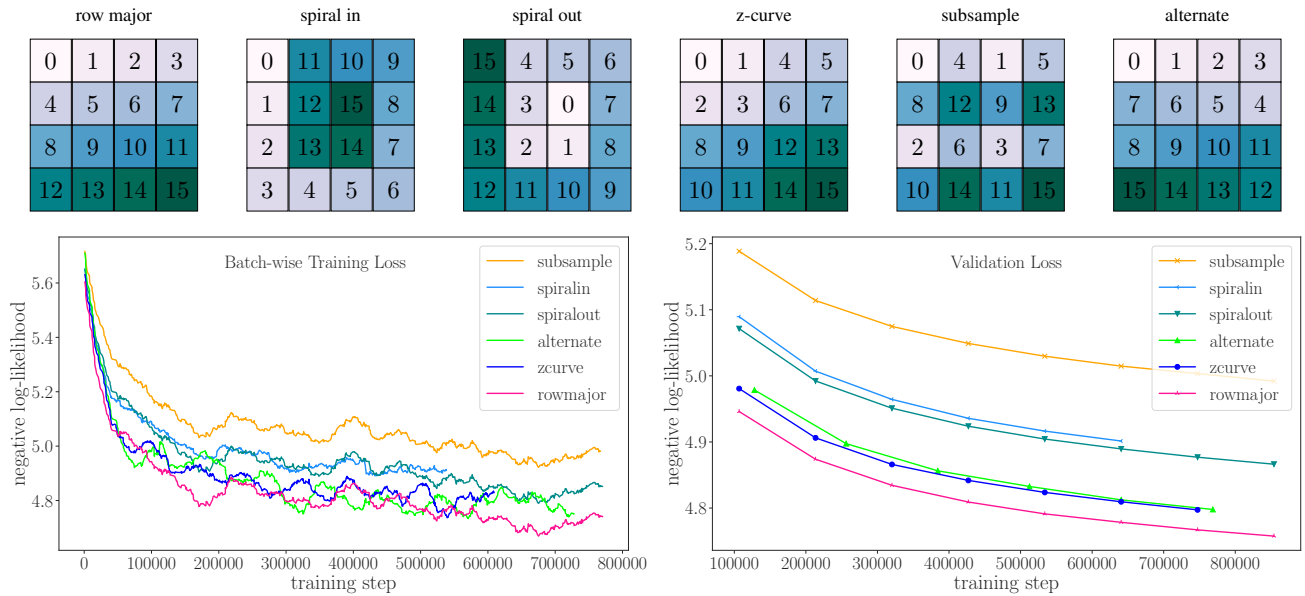 row major
spiral in
spiral out
z-curve
subsample
alternate
0 1 2 3
4 5 6 7
8 9 10 11
12 13 14 15
0 11 10 9
1 12 15 8
2 13 14 7
3 4 5 6
15 4 5 6
14 3 0 7
13 2 1 8
12 11 10 9
0 1 4 5
2 3 6 7
8 9 12 13
10 11 14 15
0 4 1 5
8 12 9 13
2 6 3 7
10 14 11 15
0 1 2 3
7 6 5 4
8 9 10 11
15 14 13 12
Batch-wise Training Loss
negative log-likelihood
5.6
5.4
5.2
5.0
4.8
subsample
spiralin
spiralout
alternate
zcurve
rowmajor
0 100000 200000 300000 400000 500000 600000 700000 800000
training step
Validation Loss
negative log-likelihood
5.2
5.1
5.0
4.9
4.8
subsample
spiralin
spiralout
alternate
zcurve
rowmajor
100000 200000 300000 400000 500000 600000 700000 800000
training step